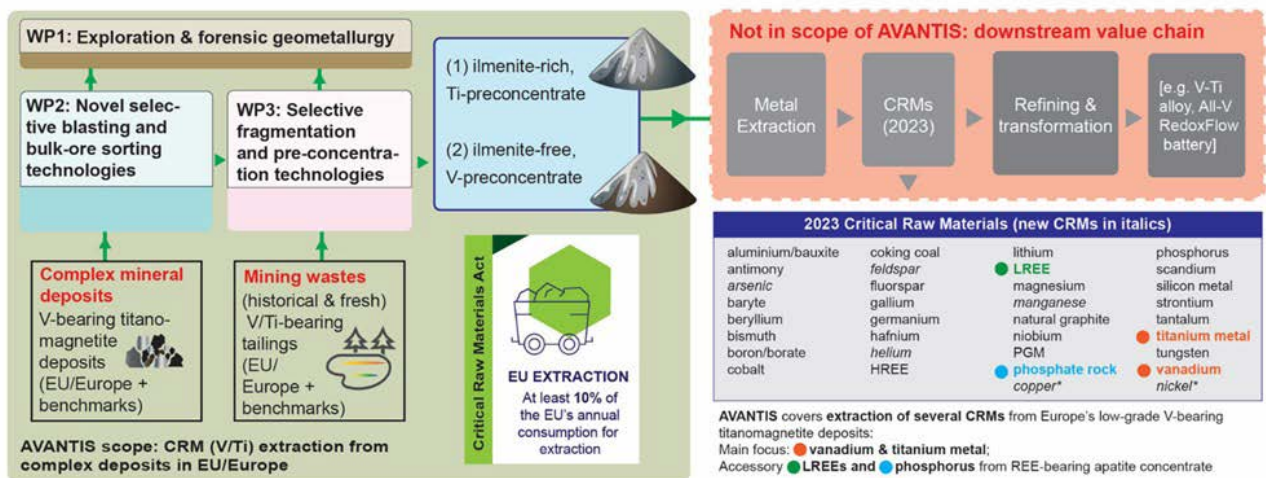 WP1: Exploration & forensic geometallurgy
WP2: Novel selec-
tive blasting and
bulk-ore sorting
technologies
WP3: Selective
fragmentation
and pre-concentra-
tion technologies
(1) ilmenite-rich,
Ti-preconcentrate
(2) ilmenite-free,
V-preconcentrate
Complex mineral
deposits
V-bearing titano-
magnetite
deposits
(EU/Europe +
benchmarks)
Mining wastes
(historical & fresh)
V/Ti-bearing
tailings
(EU/
Europe +
benchmarks)
Critical Raw Materials Act
EU EXTRACTION
At least 10% of
the EU's annual
consumption for
extraction
AVANTIS scope: CRM (V/Ti) extraction from
complex deposits in EU/Europe
Not in scope of AVANTIS: downstream value chain
Metal
Extraction
CRMs
(2023)
Refining &
transformation
[e.g. V-Ti
alloy, All-V
RedoxFlow
battery]
2023 Critical Raw Materials (new CRMs in italics)
aluminium/bauxite coking coal lithium phosphorus
antimony feldspar LREE scandium
arsenic fluorspar magnesium silicon metal
baryte gallium manganese strontium
beryllium germanium natural graphite tantalum
bismuth hafnium niobium titanium metal
boron/borate helium PGM tungsten
cobalt HREE phosphate rock vanadium
copper* nickel*
AVANTIS covers extraction of several CRMs from Europe's low-grade V-bearing
titanomagnetite deposits:
Main focus: vanadium & titanium metal;
Accessory LREEs and phosphorus from REE-bearing apatite concentrate